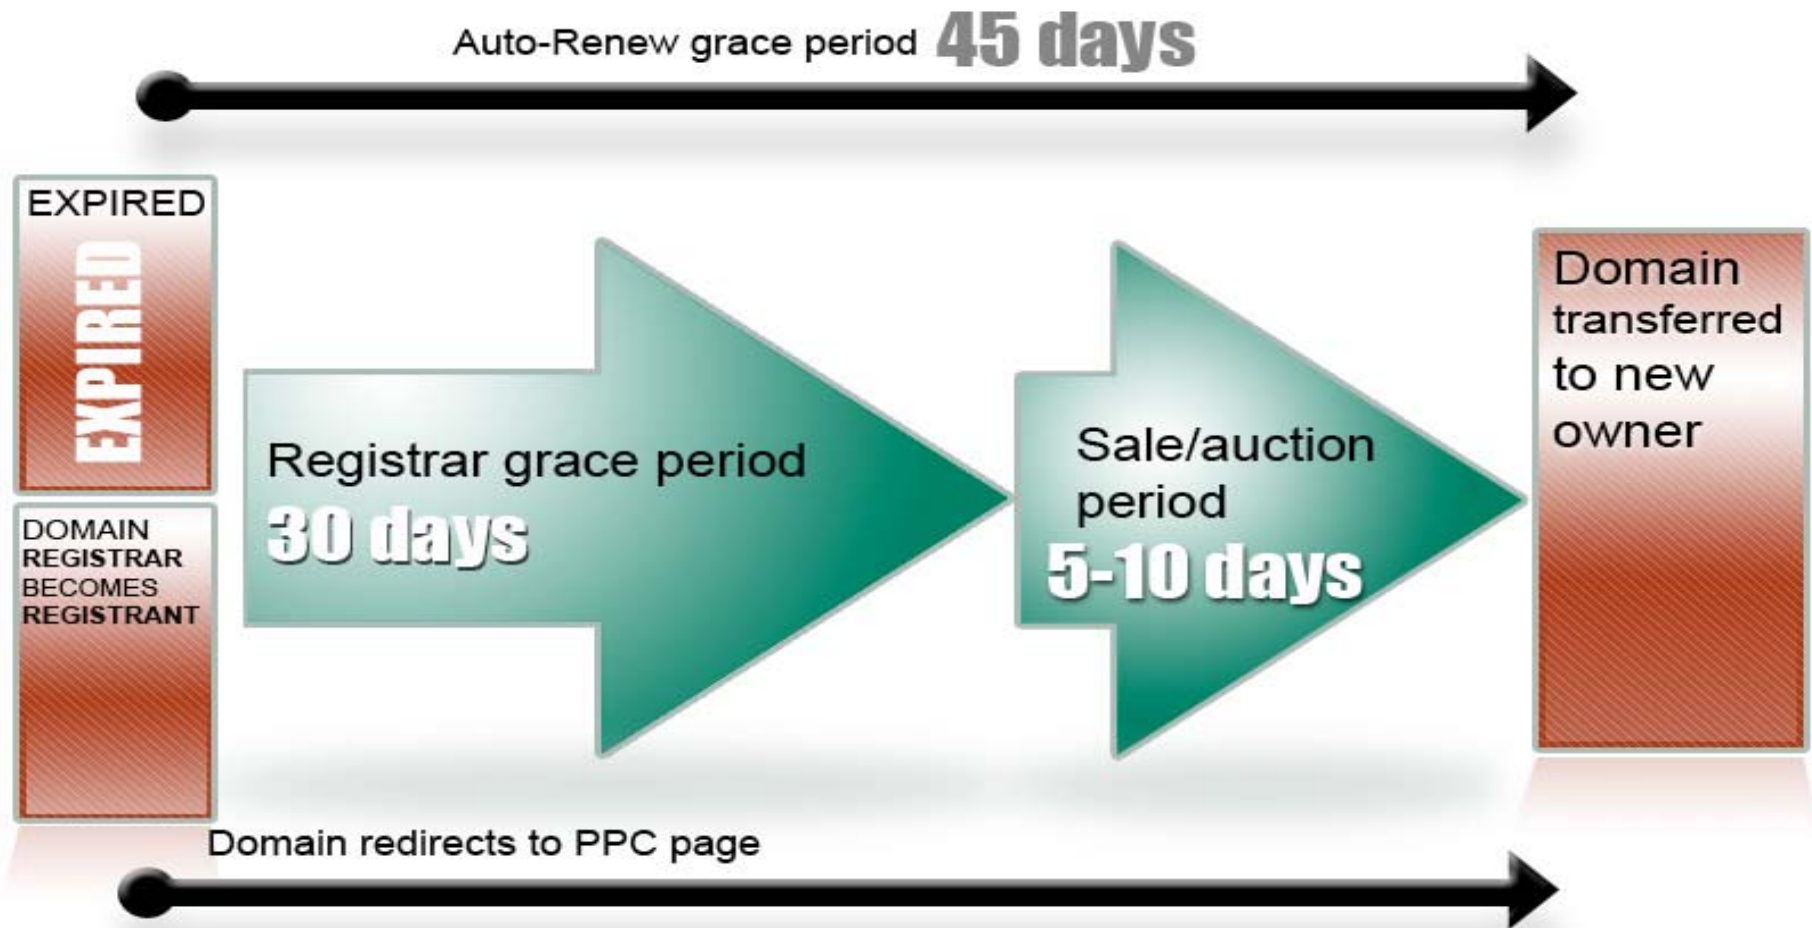 Auto-Renew grace period 45 days
EXPIRED
EXPIRED
DOMAIN
REGISTRAR
BECOMES
REGISTRANT
Registrar grace period
30 days
Sale/auction
period
5-10 days
Domain
transferred
to new
owner
Domain redirects to PPC page